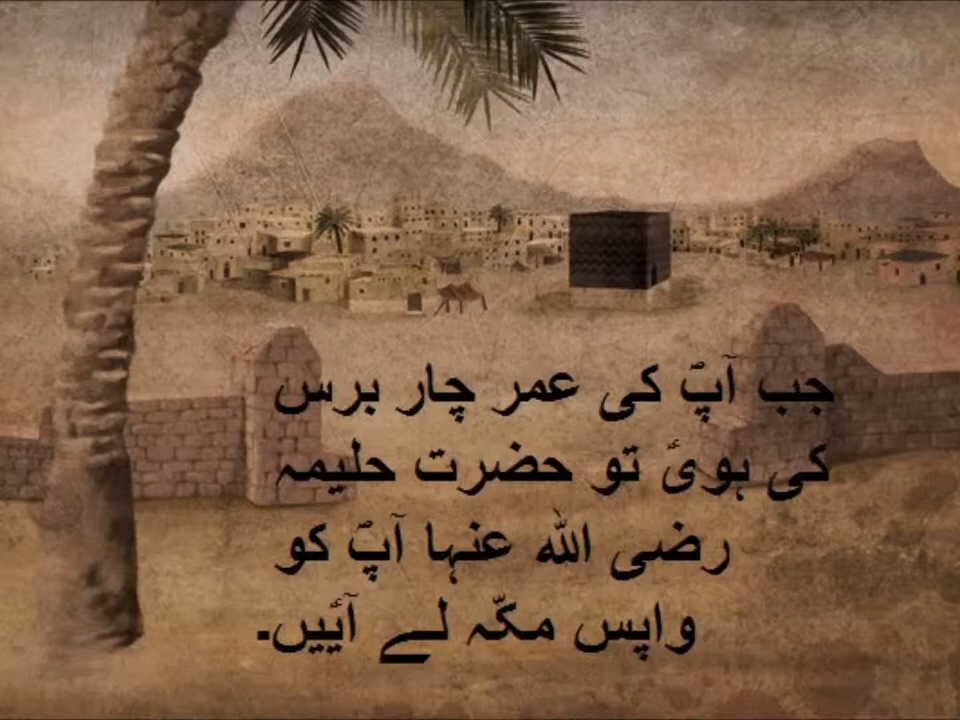 جب آپؐ کی عمر چار برس
کی ہوئ تو حضرت حلیمہ
رضی اللہ عنہا آپؐ کو
واپس مکّہ لے آئیں۔